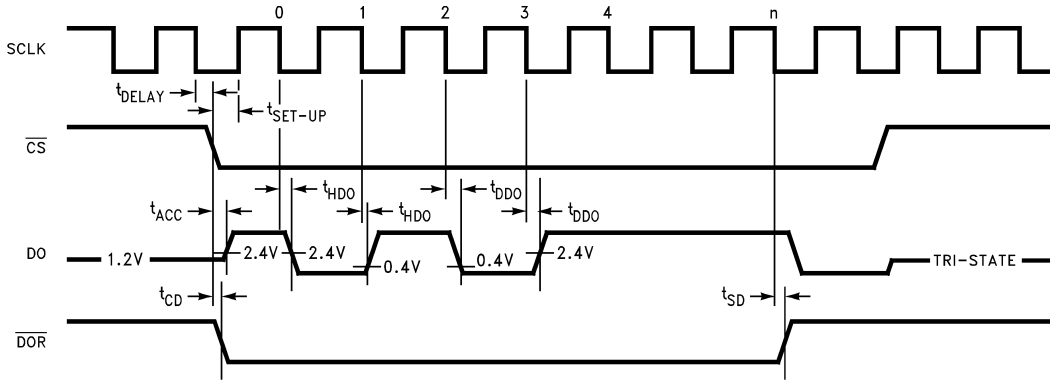 0 1 2 3 4 n
SCLK
tDELAY
tSET-UP
CS
tHDO tDDO
tACC tHDO tDDO
DO 1.2V 2.4V 2.4V 0.4V 0.4V 2.4V TRI-STATE
tCD tSD
DOR